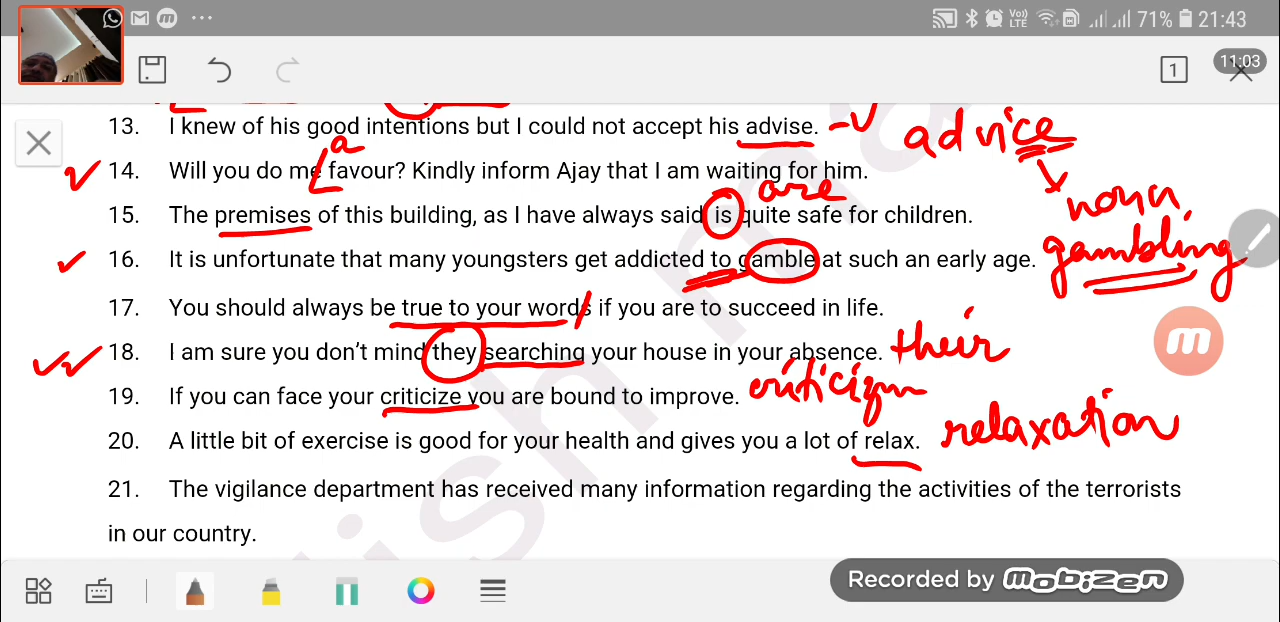 71% 21:43
1 11:03
13. I knew of his good intentions but I could not accept his advise. advice
a
14. Will you do me favour? Kindly inform Ajay that I am waiting for him.
are noun
15. The premises of this building, as I have always said is quite safe for children.
16. It is unfortunate that many youngsters get addicted to gamble at such an early age. gambling
17. You should always be true to your words if you are to succeed in life.
18. I am sure you don't mind they searching your house in your absence. their
19. If you can face your criticize you are bound to improve. criticism
20. A little bit of exercise is good for your health and gives you a lot of relax. relaxation
21. The vigilance department has received many information regarding the activities of the terrorists
in our country.
Recorded by mobizen